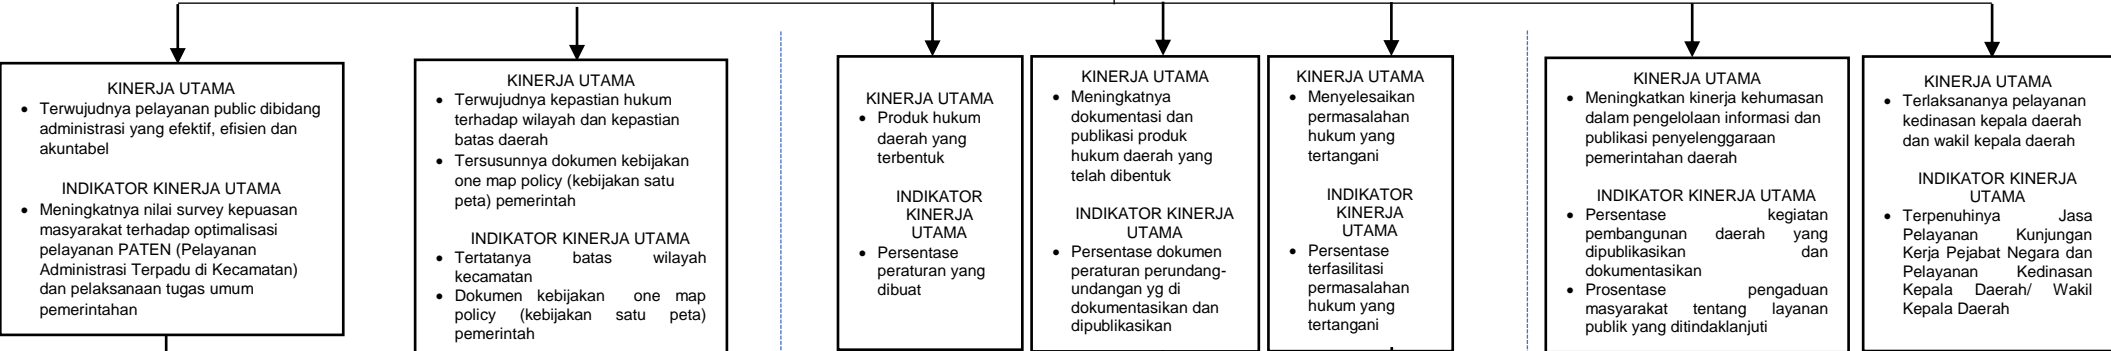 KINERJA UTAMA
• Terwujudnya pelayanan public dibidang
administrasi yang efektif, efisien dan
akuntabel
INDIKATOR KINERJA UTAMA
• Meningkatnya nilai survey kepuasan
masyarakat terhadap optimalisasi
pelayanan PATEN (Pelayanan
Administrasi Terpadu di Kecamatan)
dan pelaksanaan tugas umum
pemerintahan
KINERJA UTAMA
• Terwujudnya kepastian hukum
terhadap wilayah dan kepastian
batas daerah
• Tersusunnya dokumen kebijakan
one map policy (kebijakan satu
peta) pemerintah
INDIKATOR KINERJA UTAMA
• Tertatanya batas wilayah
kecamatan
• Dokumen kebijakan one map
policy (kebijakan satu peta)
pemerintah
KINERJA UTAMA
• Produk hukum
daerah yang
terbentuk
INDIKATOR
KINERJA
UTAMA
• Persentase
peraturan yang
dibuat
KINERJA UTAMA
• Meningkatnya
dokumentasi dan
publikasi produk
hukum daerah yang
telah dibentuk
INDIKATOR KINERJA
UTAMA
• Persentase dokumen
peraturan perundang-
undangan yg di
dokumentasikan dan
dipublikasikan
KINERJA UTAMA
• Menyelesaikan
permasalahan
hukum yang
tertangani
INDIKATOR
KINERJA
UTAMA
• Persentase
terfasilitasi
permasalahan
hukum yang
tertangani
KINERJA UTAMA
• Meningkatkan kinerja kehumasan
dalam pengelolaan informasi dan
publikasi penyelenggaraan
pemerintahan daerah
INDIKATOR KINERJA UTAMA
• Persentase kegiatan
pembangunan daerah yang
dipublikasikan dan
dokumentasikan
• Prosentase pengaduan
masyarakat tentang layanan
publik yang ditindaklanjuti
KINERJA UTAMA
• Terlaksananya pelayanan
kedinasan kepala daerah
dan wakil kepala daerah
INDIKATOR KINERJA
UTAMA
• Terpenuhinya Jasa
Pelayanan Kunjungan
Kerja Pejabat Negara dan
Pelayanan Kedinasan
Kepala Daerah/ Wakil
Kepala Daerah